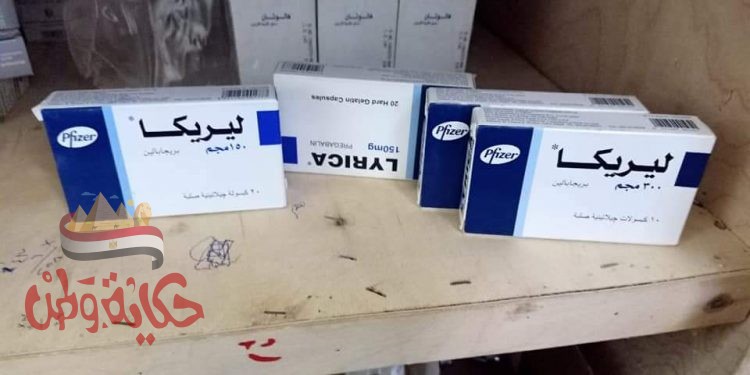 Pfizer
ليريكا
١٥٠ مجم
بريجابالين
٢٠ كبسولة جيلاتينية صلبة
LYRICA
150mg
PREGABALIN
20 Hard Gelatin Capsules
Pfizer
Pfizer
ليريكا
٣٠٠ مجم
بريجابالين
١٠ كبسولات جيلاتينية صلبة
حكاية وطن